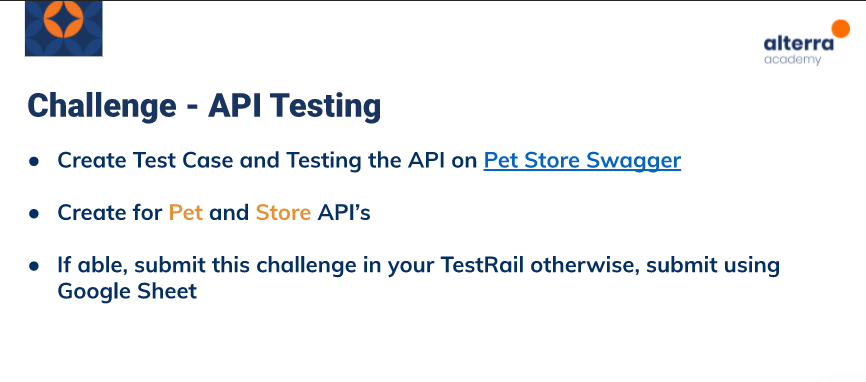 alterra
academy
Challenge - API Testing
● Create Test Case and Testing the API on Pet Store Swagger
● Create for Pet and Store API’s
● If able, submit this challenge in your TestRail otherwise, submit using
Google Sheet